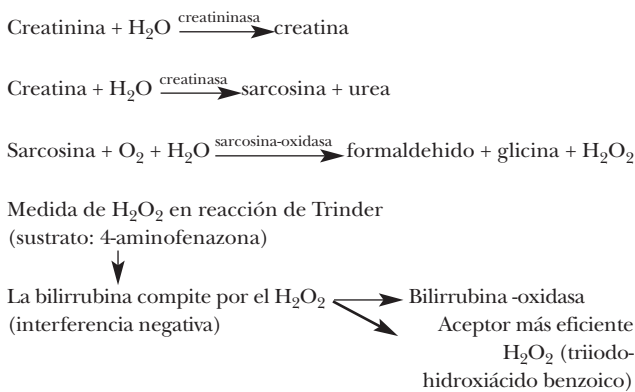 Creatinina + H₂O creatininasa creatina
Creatina + H₂O creatinasa sarcosina + urea
Sarcosina + O₂ + H₂O sarcosina-oxidasa formaldehido + glicina + H₂O₂
Medida de H₂O₂ en reacción de Trinder
(sustrato: 4-aminofenazona)
La bilirrubina compite por el H₂O₂ Bilirrubina -oxidasa
(interferencia negativa) Aceptor más eficiente
H₂O₂ (triiodo-
hidroxiácido benzoico)